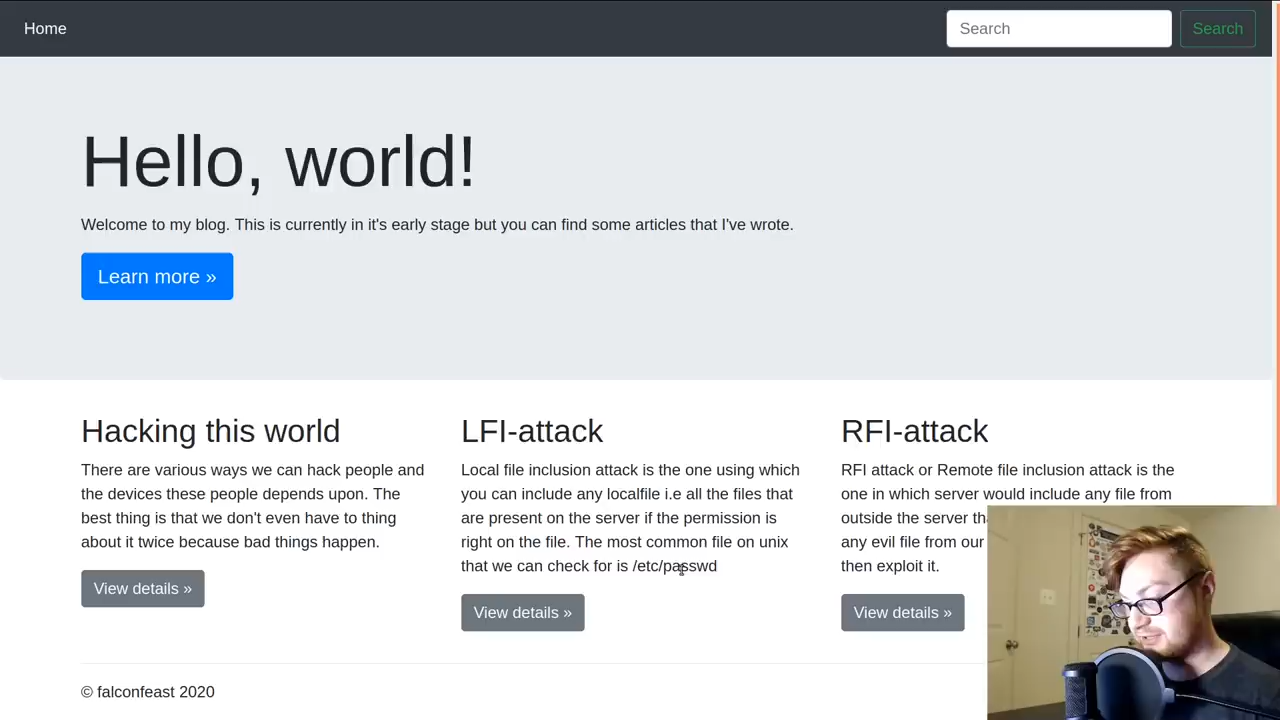 Home
Search
Search
Hello, world!
Welcome to my blog. This is currently in it's early stage but you can find some articles that I've wrote.
Learn more »
Hacking this world
There are various ways we can hack people and
the devices these people depends upon. The
best thing is that we don't even have to thing
about it twice because bad things happen.
View details »
LFI-attack
Local file inclusion attack is the one using which
you can include any localfile i.e all the files that
are present on the server if the permission is
right on the file. The most common file on unix
that we can check for is /etc/passwd
View details »
RFI-attack
RFI attack or Remote file inclusion attack is the
one in which server would include any file from
outside the server
any evil file from our
then exploit it.
View details »
© falconfeast 2020